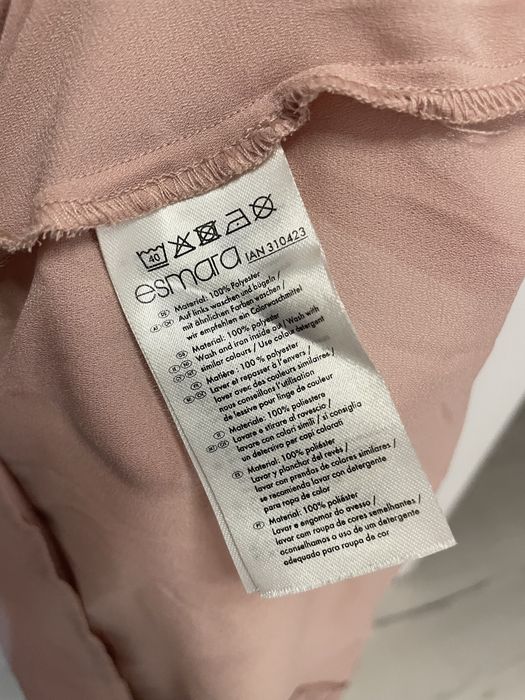 40
esmara IAN 310423
Material: 100% Polyester
Auf links waschen und bügeln /
mit ähnlichen Farben waschen /
wir empfehlen ein Colorwaschmittel
Material: 100% polyester
Wash and iron inside out / Wash with
similar colours / Use colour detergent
Matière : 100 % polyester
Laver et repasser à l'envers /
laver avec des couleurs similaires /
nous conseillons l'utilisation
de lessive pour linge de couleur
Materiale: 100% poliestere
Lavare e stirare al rovescio /
lavare con colori simili / si consiglia
un detersivo per capi colorati
Material: 100% poliéster
Lavar y planchar del revés /
lavar con prendas de colores similares /
se recomienda lavar con detergente
para ropa de color
Material: 100% poliéster
Lavar e engomar do avesso /
lavar com roupa de cores semelhantes /
aconselhamos o uso de um detergente
adequado para roupa de cor